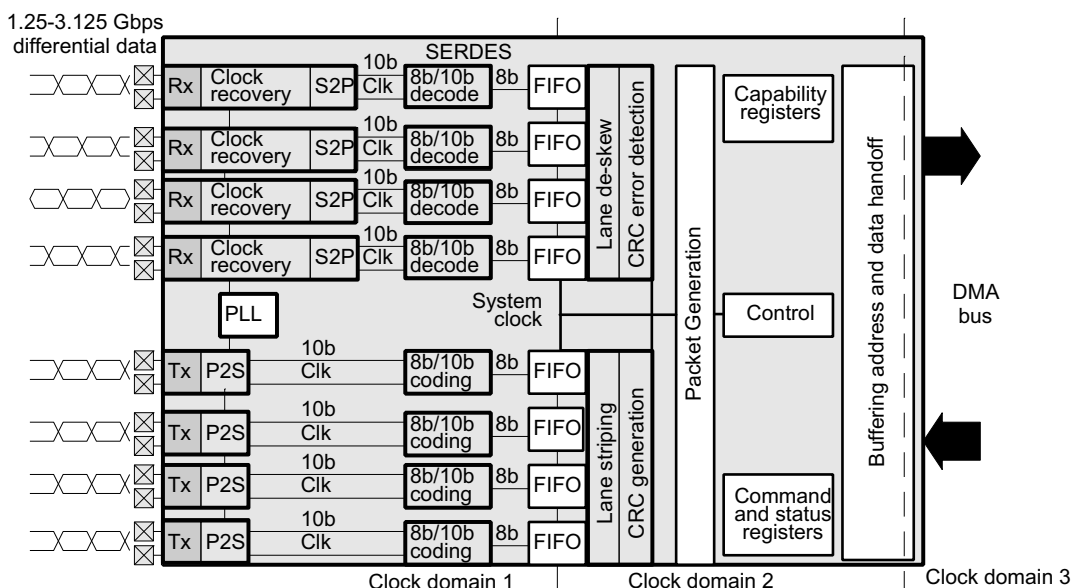 1.25-3.125 Gbps
differential data
SERDES
10b
Rx Clock recovery S2P Clk 8b/10b decode 8b FIFO
10b
Rx Clock recovery S2P Clk 8b/10b decode 8b FIFO
10b
Rx Clock recovery S2P Clk 8b/10b decode 8b FIFO
10b
Rx Clock recovery S2P Clk 8b/10b decode 8b FIFO
Lane de-skew
CRC error detection
PLL
System
clock
10b
Tx P2S Clk 8b/10b coding 8b FIFO
10b
Tx P2S Clk 8b/10b coding 8b FIFO
10b
Tx P2S Clk 8b/10b coding 8b FIFO
10b
Tx P2S Clk 8b/10b coding 8b FIFO
Lane striping
CRC generation
Packet Generation
Capability
registers
Control
Command
and status
registers
Buffering address and data handoff
DMA
bus
Clock domain 1
Clock domain 2
Clock domain 3